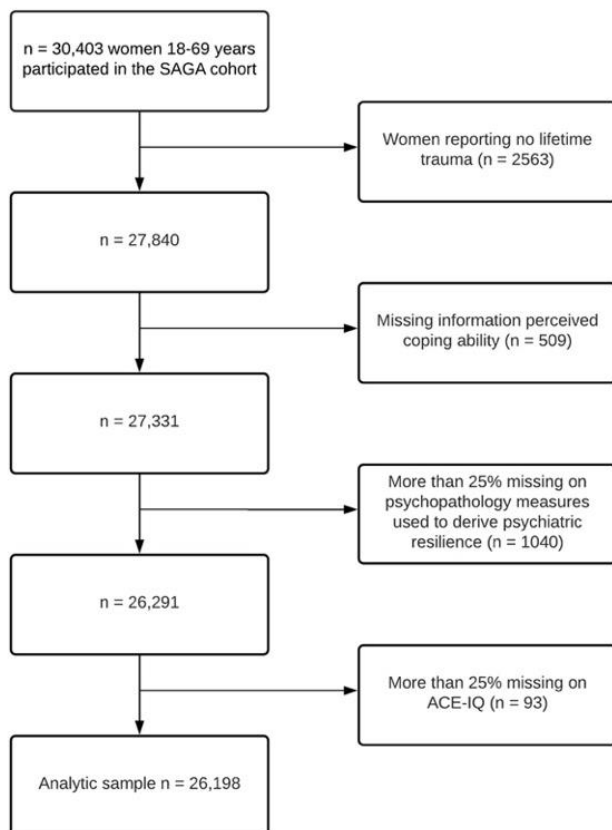 n = 30,403 women 18-69 years
participated in the SAGA cohort
Women reporting no lifetime
trauma (n = 2563)
n = 27,840
Missing information perceived
coping ability (n = 509)
n = 27,331
More than 25% missing on
psychopathology measures
used to derive psychiatric
resilience (n = 1040)
n = 26,291
More than 25% missing on
ACE-IQ (n = 93)
Analytic sample n = 26,198